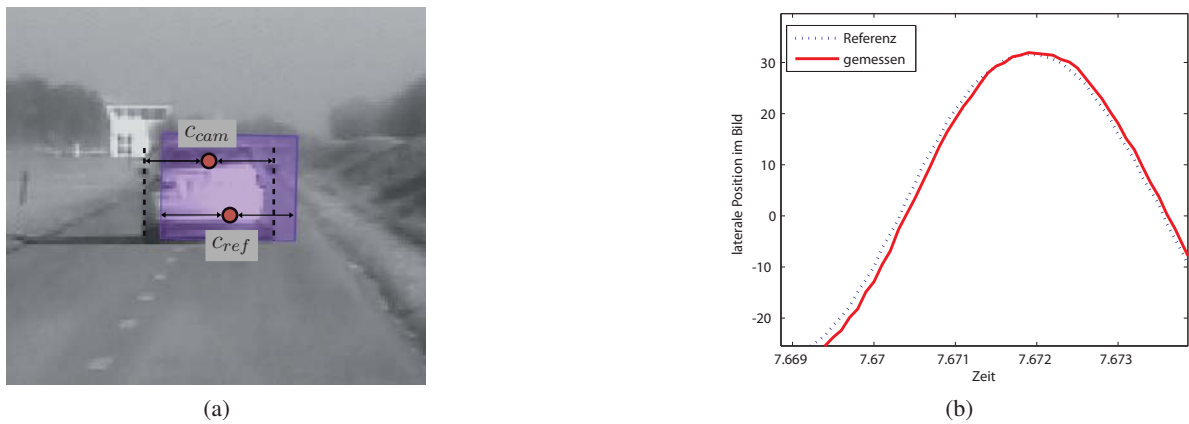 c_cam
c_ref
(a)
Referenz
gemessen
laterale Position im Bild
30
20
10
0
-10
-20
7.669
7.67
7.671
7.672
7.673
Zeit
(b)